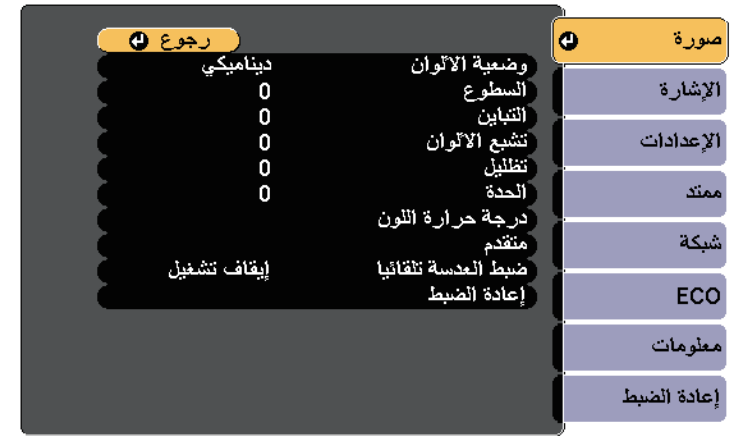 صورة
الإشارة
الإعدادات
ممتد
شبكة
ECO
معلومات
إعادة الضبط
رجوع
وضعية الألوان ديناميكي
السطوع 0
التباين 0
تشبع الألوان 0
تظليل 0
الحدة 0
درجة حرارة اللون
متقدم
ضبط العدسة تلقائيا إيقاف تشغيل
إعادة الضبط